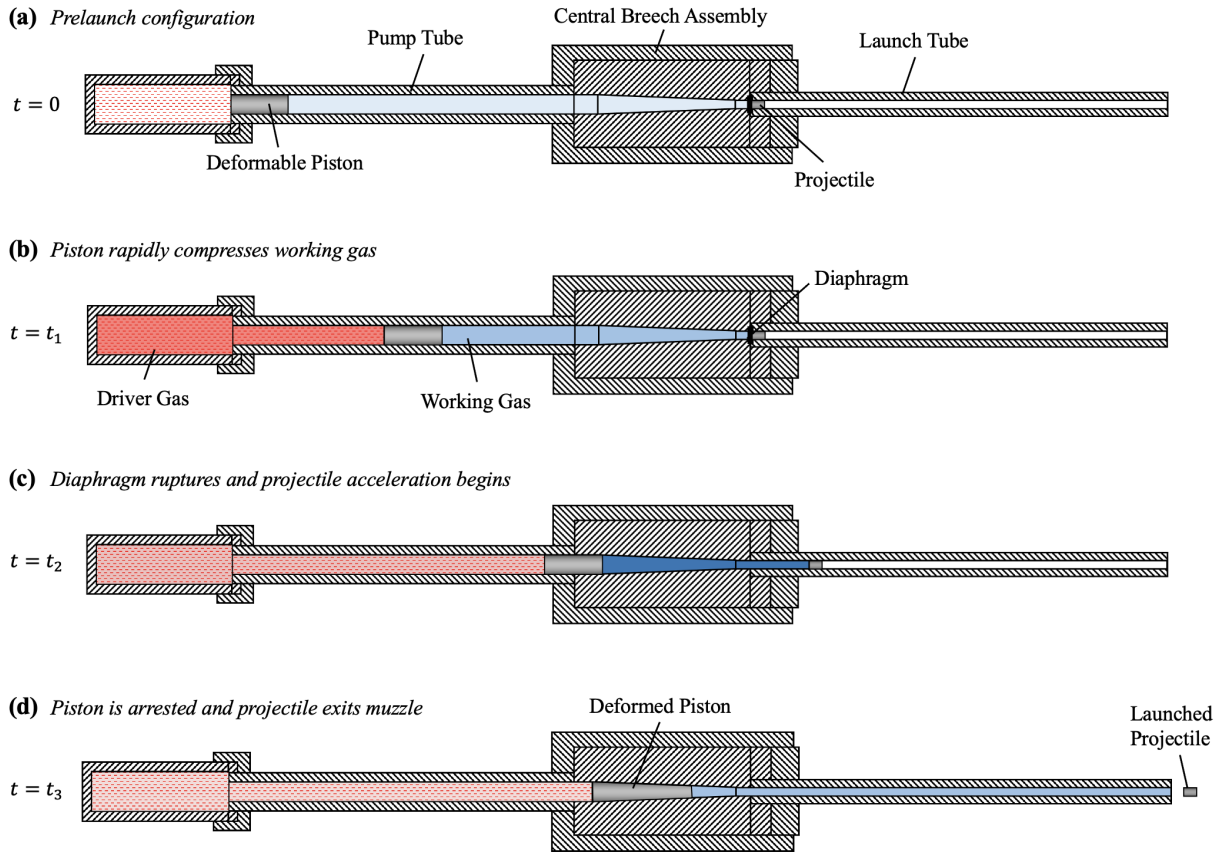 (a) Prelaunch configuration
Central Breech Assembly
Pump Tube
Launch Tube
t = 0
Deformable Piston
Projectile
(b) Piston rapidly compresses working gas
Diaphragm
t = t₁
Driver Gas
Working Gas
(c) Diaphragm ruptures and projectile acceleration begins
t = t₂
(d) Piston is arrested and projectile exits muzzle
Deformed Piston
Launched
Projectile
t = t₃